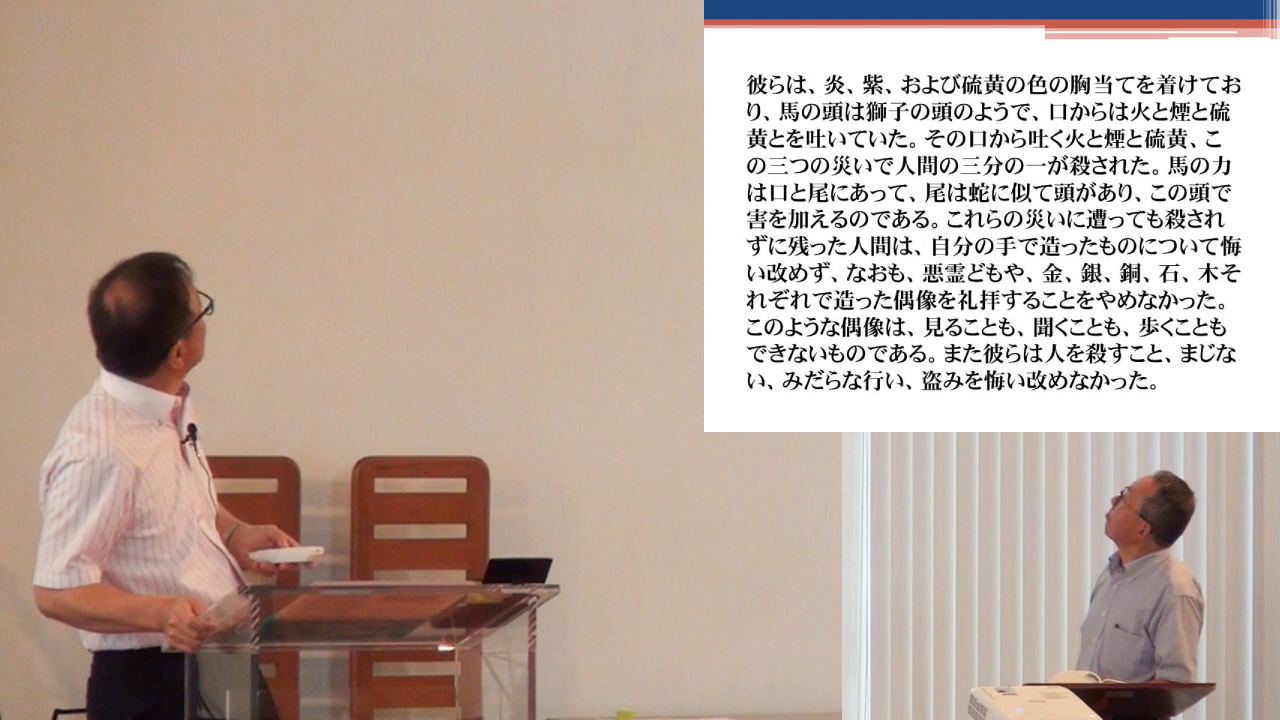 彼らは、炎、紫、および硫黄の色の胸当てを着けてお
り、馬の頭は獅子の頭のようで、口からは火と煙と硫
黄とを吐いていた。その口から吐く火と煙と硫黄、こ
の三つの災いで人間の三分の一が殺された。馬の力
は口と尾にあって、尾は蛇に似て頭があり、この頭で
害を加えるのである。これらの災いに遭っても殺され
ずに残った人間は、自分の手で造ったものについて悔
い改めず、なおも、悪霊どもや、金、銀、銅、石、木そ
れぞれで造った偶像を礼拝することをやめなかった。
このような偶像は、見ることも、聞くことも、歩くことも
できないものである。また彼らは人を殺すこと、まじな
い、みだらな行い、盗みを悔い改めなかった。